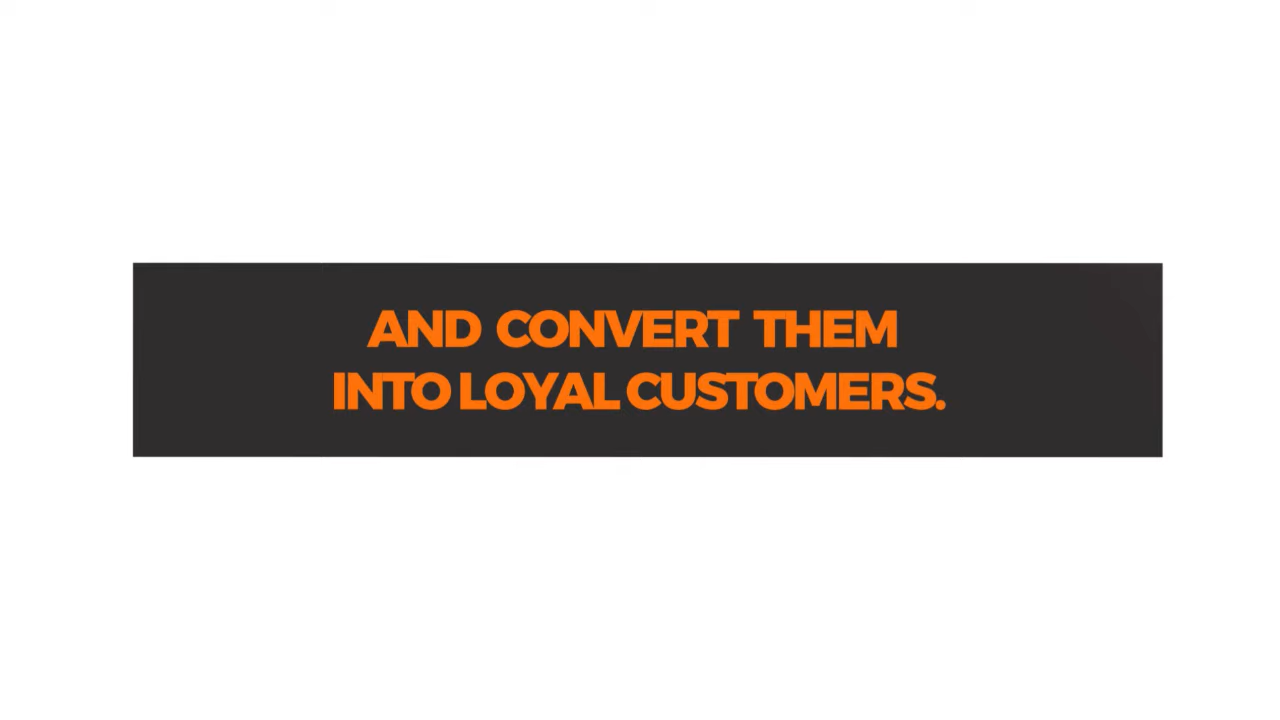 AND CONVERT THEM
INTO LOYAL CUSTOMERS.